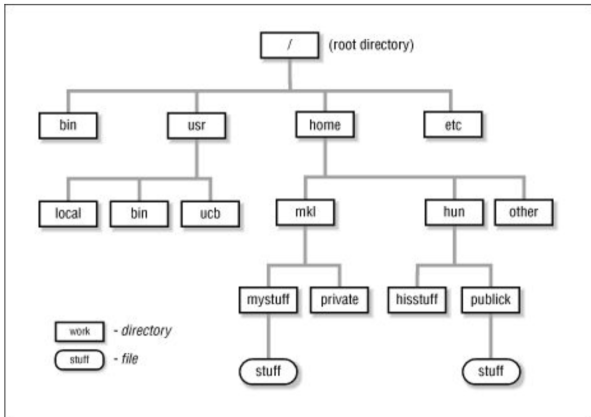 / (root directory)
bin usr home etc
local bin ucb mkl hun other
mystuff private hisstuff publick
work - directory
stuff - file
stuff stuff